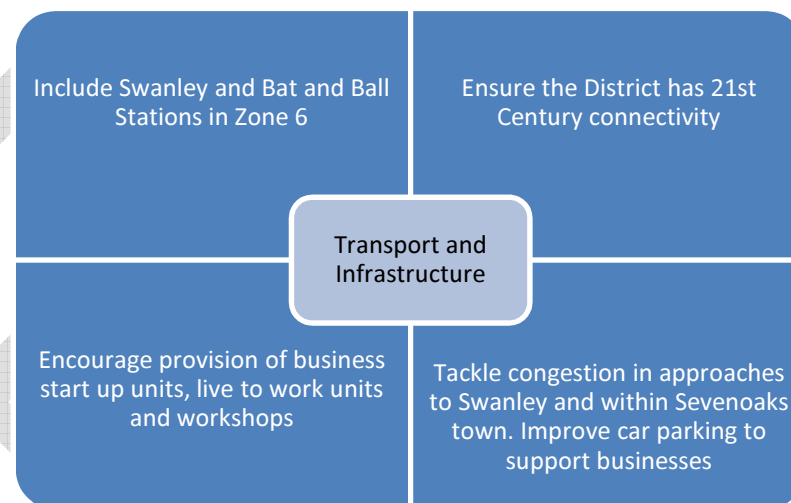 Include Swanley and Bat and Ball
Stations in Zone 6
Ensure the District has 21st
Century connectivity
Transport and
Infrastructure
Encourage provision of business
start up units, live to work units
and workshops
Tackle congestion in approaches
to Swanley and within Sevenoaks
town. Improve car parking to
support businesses